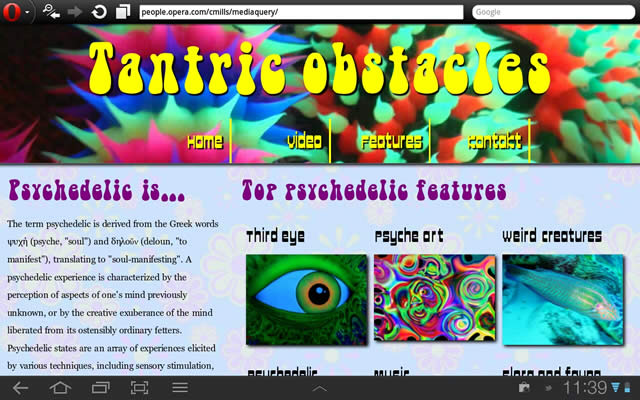 people.opera.com/cmills/mediaquery/
Google
Tantric obstacles
Home
Video
Features
Kontakt
Psychedelic is...
The term psychedelic is derived from the Greek words
ψυχή (psyche, "soul") and δηλοῦν (deloun, "to
manifest"), translating to "soul-manifesting". A
psychedelic experience is characterized by the
perception of aspects of one's mind previously
unknown, or by the creative exuberance of the mind
liberated from its ostensibly ordinary fetters.
Psychedelic states are an array of experiences elicited
by various techniques, including sensory stimulation,
Top psychedelic features
Third eye
Psyche art
Weird creatures
Psychedelic
Music
Flora and fauna
11:39